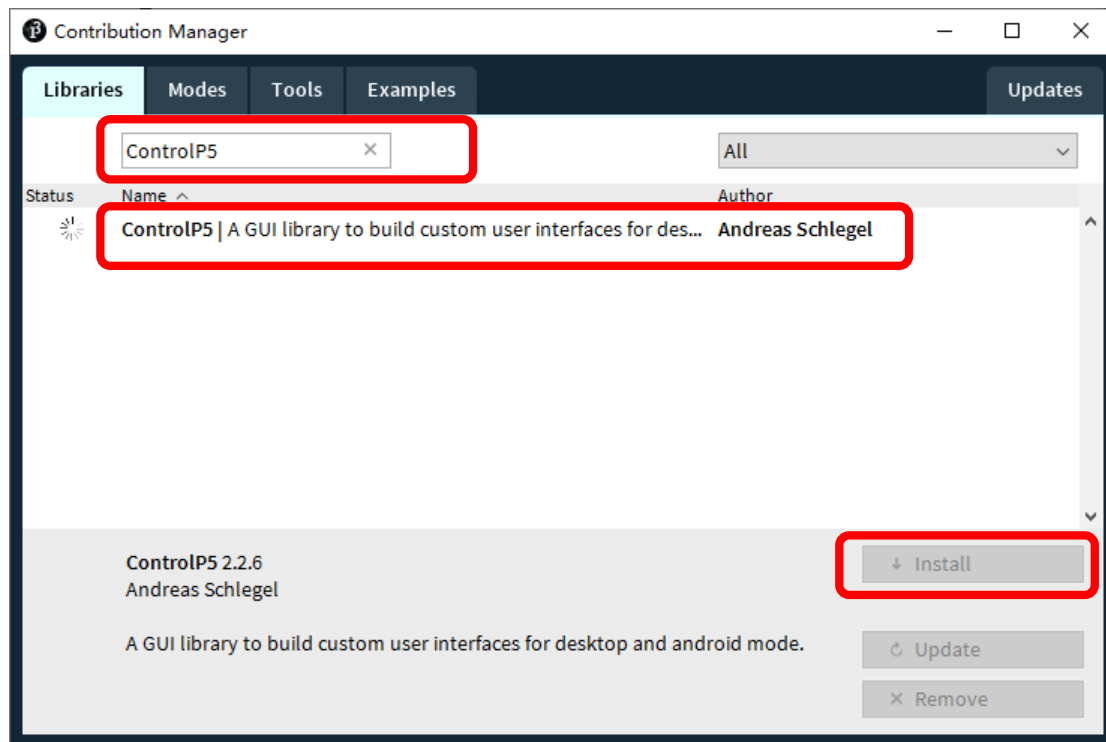 Contribution Manager
Libraries Modes Tools Examples Updates
ControlP5 All
Status Name Author
ControlP5 | A GUI library to build custom user interfaces for des... Andreas Schlegel
ControlP5 2.2.6
Install
Andreas Schlegel
A GUI library to build custom user interfaces for desktop and android mode.
Update
Remove